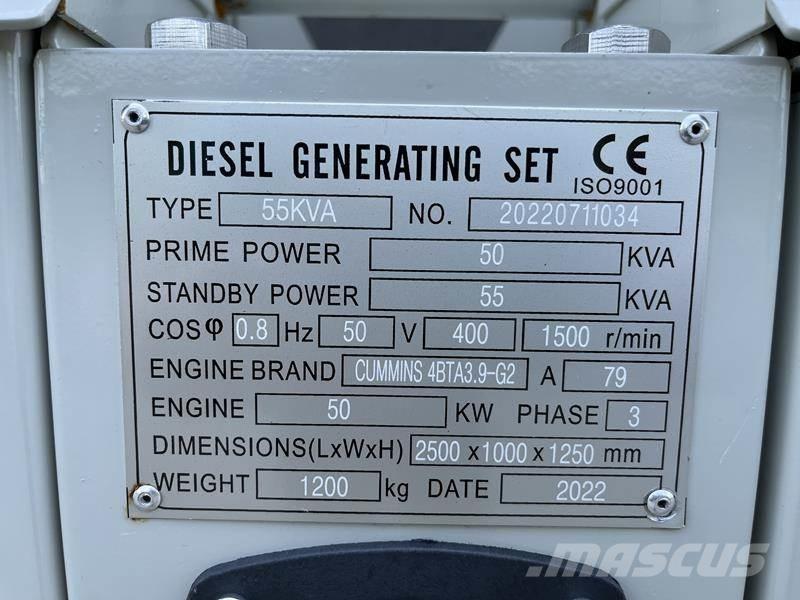 DIESEL GENERATING SET CE
ISO9001
TYPE 55KVA NO. 20220711034
PRIME POWER 50 KVA
STANDBY POWER 55 KVA
COSφ 0.8 Hz 50 V 400 1500 r/min
ENGINE BRAND CUMMINS 4BTA3.9-G2 A 79
ENGINE 50 KW PHASE 3
DIMENSIONS(LxWxH) 2500 x1000 x 1250 mm
WEIGHT 1200 kg DATE 2022
MASCUS